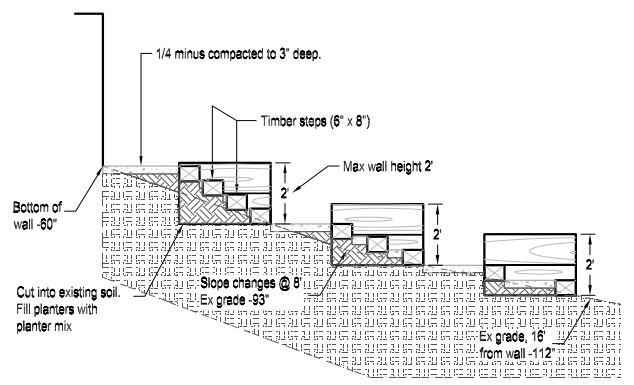 1/4 minus compacted to 3" deep.
Timber steps (6" x 8")
2'
Max wall height 2'
Bottom of
wall -60"
2'
2'
Cut into existing soil.
Fill planters with
planter mix
Slope changes @ 8'
Ex grade -93"
Ex grade, 16'
from wall -112"